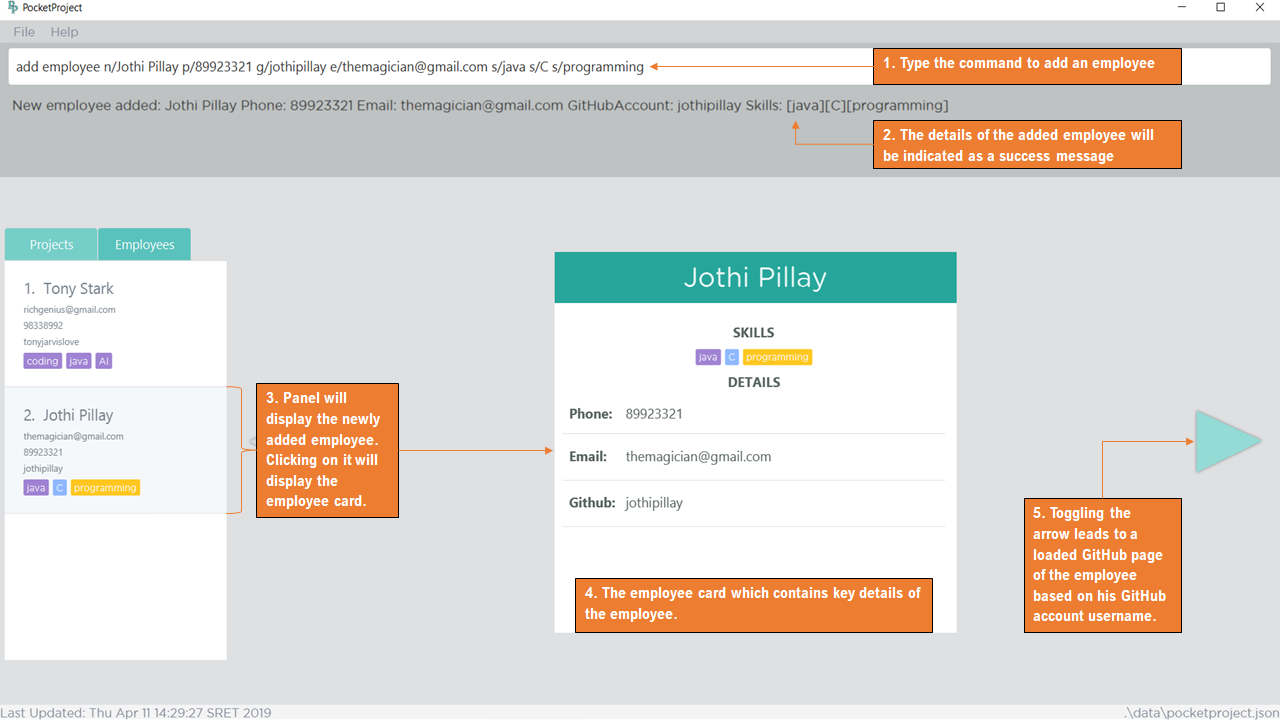 PocketProject
File Help
add employee n/Jothi Pillay p/89923321 g/jothipillay e/themagician@gmail.com s/java s/C s/programming
1. Type the command to add an employee
New employee added: Jothi Pillay Phone: 89923321 Email: themagician@gmail.com GitHubAccount: jothipillay Skills: [java][C][programming]
2. The details of the added employee will
be indicated as a success message
Projects Employees
1. Tony Stark
richgenius@gmail.com
98338992
tonyjarvislove
coding java AI
2. Jothi Pillay
themagician@gmail.com
89923321
jothipillay
java C programming
3. Panel will
display the newly
added employee.
Clicking on it will
display the
employee card.
Jothi Pillay
SKILLS
java C programming
DETAILS
Phone: 89923321
Email: themagician@gmail.com
Github: jothipillay
4. The employee card which contains key details of
the employee.
5. Toggling the
arrow leads to a
loaded GitHub page
of the employee
based on his GitHub
account username.
Last Updated: Thu Apr 11 14:29:27 SRET 2019
.\data\pocketproject.json